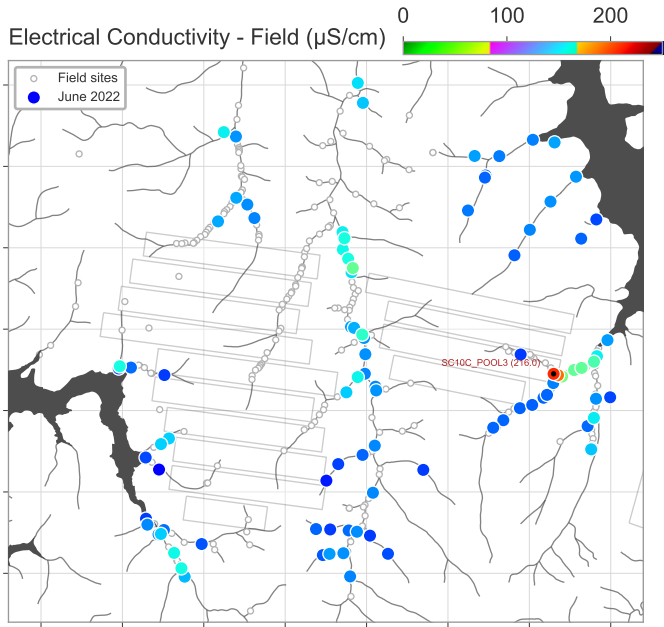 0 100 200
Electrical Conductivity - Field (µS/cm)
Field sites
June 2022
SC10C_POOL3 (216.0)